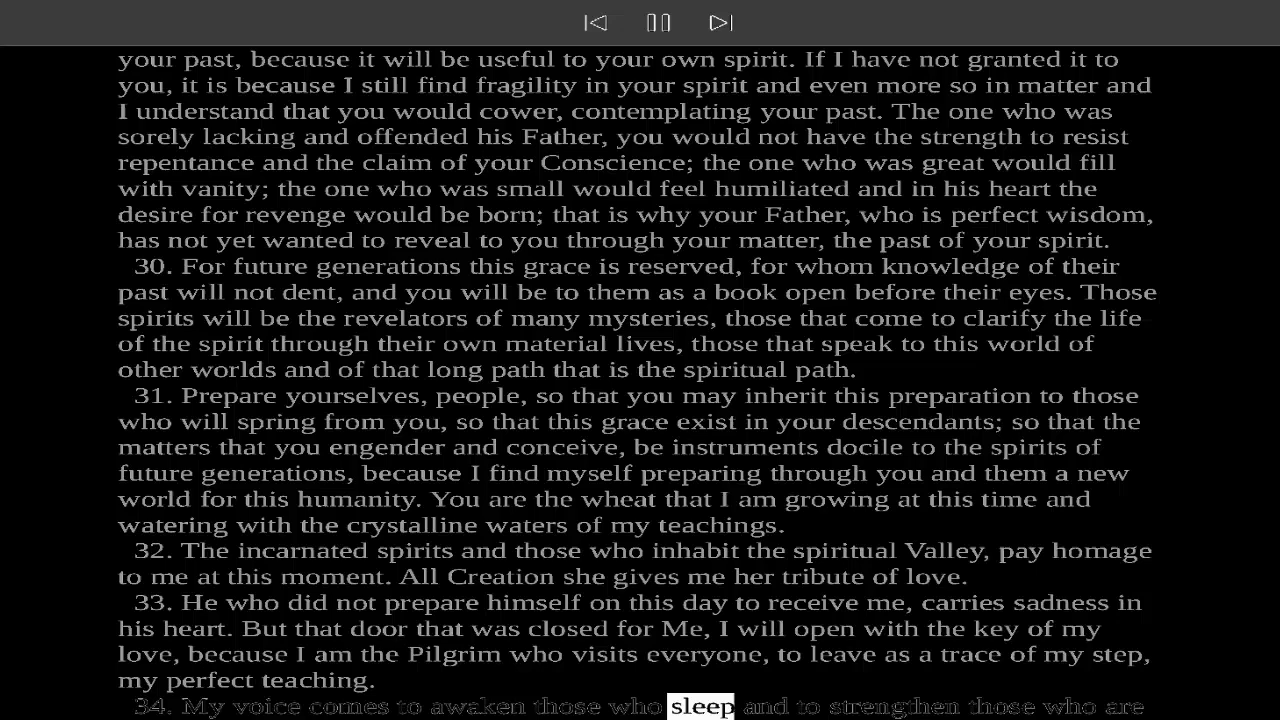 your past, because it will be useful to your own spirit. If I have not granted it to
you, it is because I still find fragility in your spirit and even more so in matter and
I understand that you would cower, contemplating your past. The one who was
sorely lacking and offended his Father, you would not have the strength to resist
repentance and the claim of your Conscience; the one who was great would fill
with vanity; the one who was small would feel humiliated and in his heart the
desire for revenge would be born; that is why your Father, who is perfect wisdom,
has not yet wanted to reveal to you through your matter, the past of your spirit.
30. For future generations this grace is reserved, for whom knowledge of their
past will not dent, and you will be to them as a book open before their eyes. Those
spirits will be the revelators of many mysteries, those that come to clarify the life
of the spirit through their own material lives, those that speak to this world of
other worlds and of that long path that is the spiritual path.
31. Prepare yourselves, people, so that you may inherit this preparation to those
who will spring from you, so that this grace exist in your descendants; so that the
matters that you engender and conceive, be instruments docile to the spirits of
future generations, because I find myself preparing through you and them a new
world for this humanity. You are the wheat that I am growing at this time and
watering with the crystalline waters of my teachings.
32. The incarnated spirits and those who inhabit the spiritual Valley, pay homage
to me at this moment. All Creation she gives me her tribute of love.
33. He who did not prepare himself on this day to receive me, carries sadness in
his heart. But that door that was closed for Me, I will open with the key of my
love, because I am the Pilgrim who visits everyone, to leave as a trace of my step,
my perfect teaching.
34. My voice comes to awaken those who sleep and to strengthen those who are